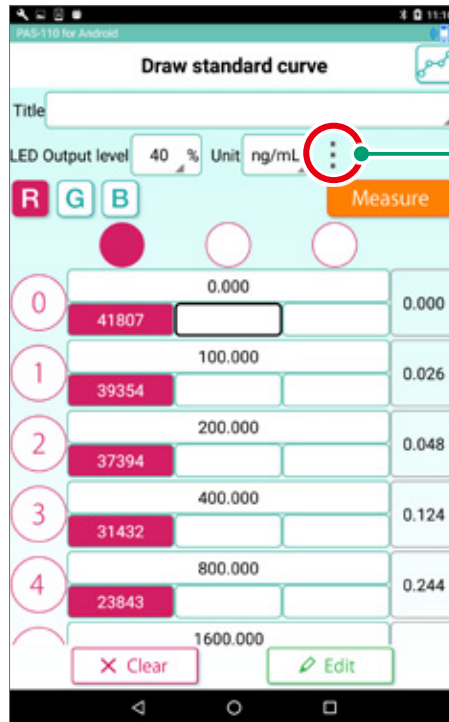 11:10
PAS-110 for Android
Draw standard curve
Title
LED Output level 40 % Unit ng/mL
R G B Measure
0.000
0 41807 0.000
100.000
1 39354 0.026
200.000
2 37394 0.048
400.000
3 31432 0.124
800.000
4 23843 0.244
1600.000
× Clear Edit